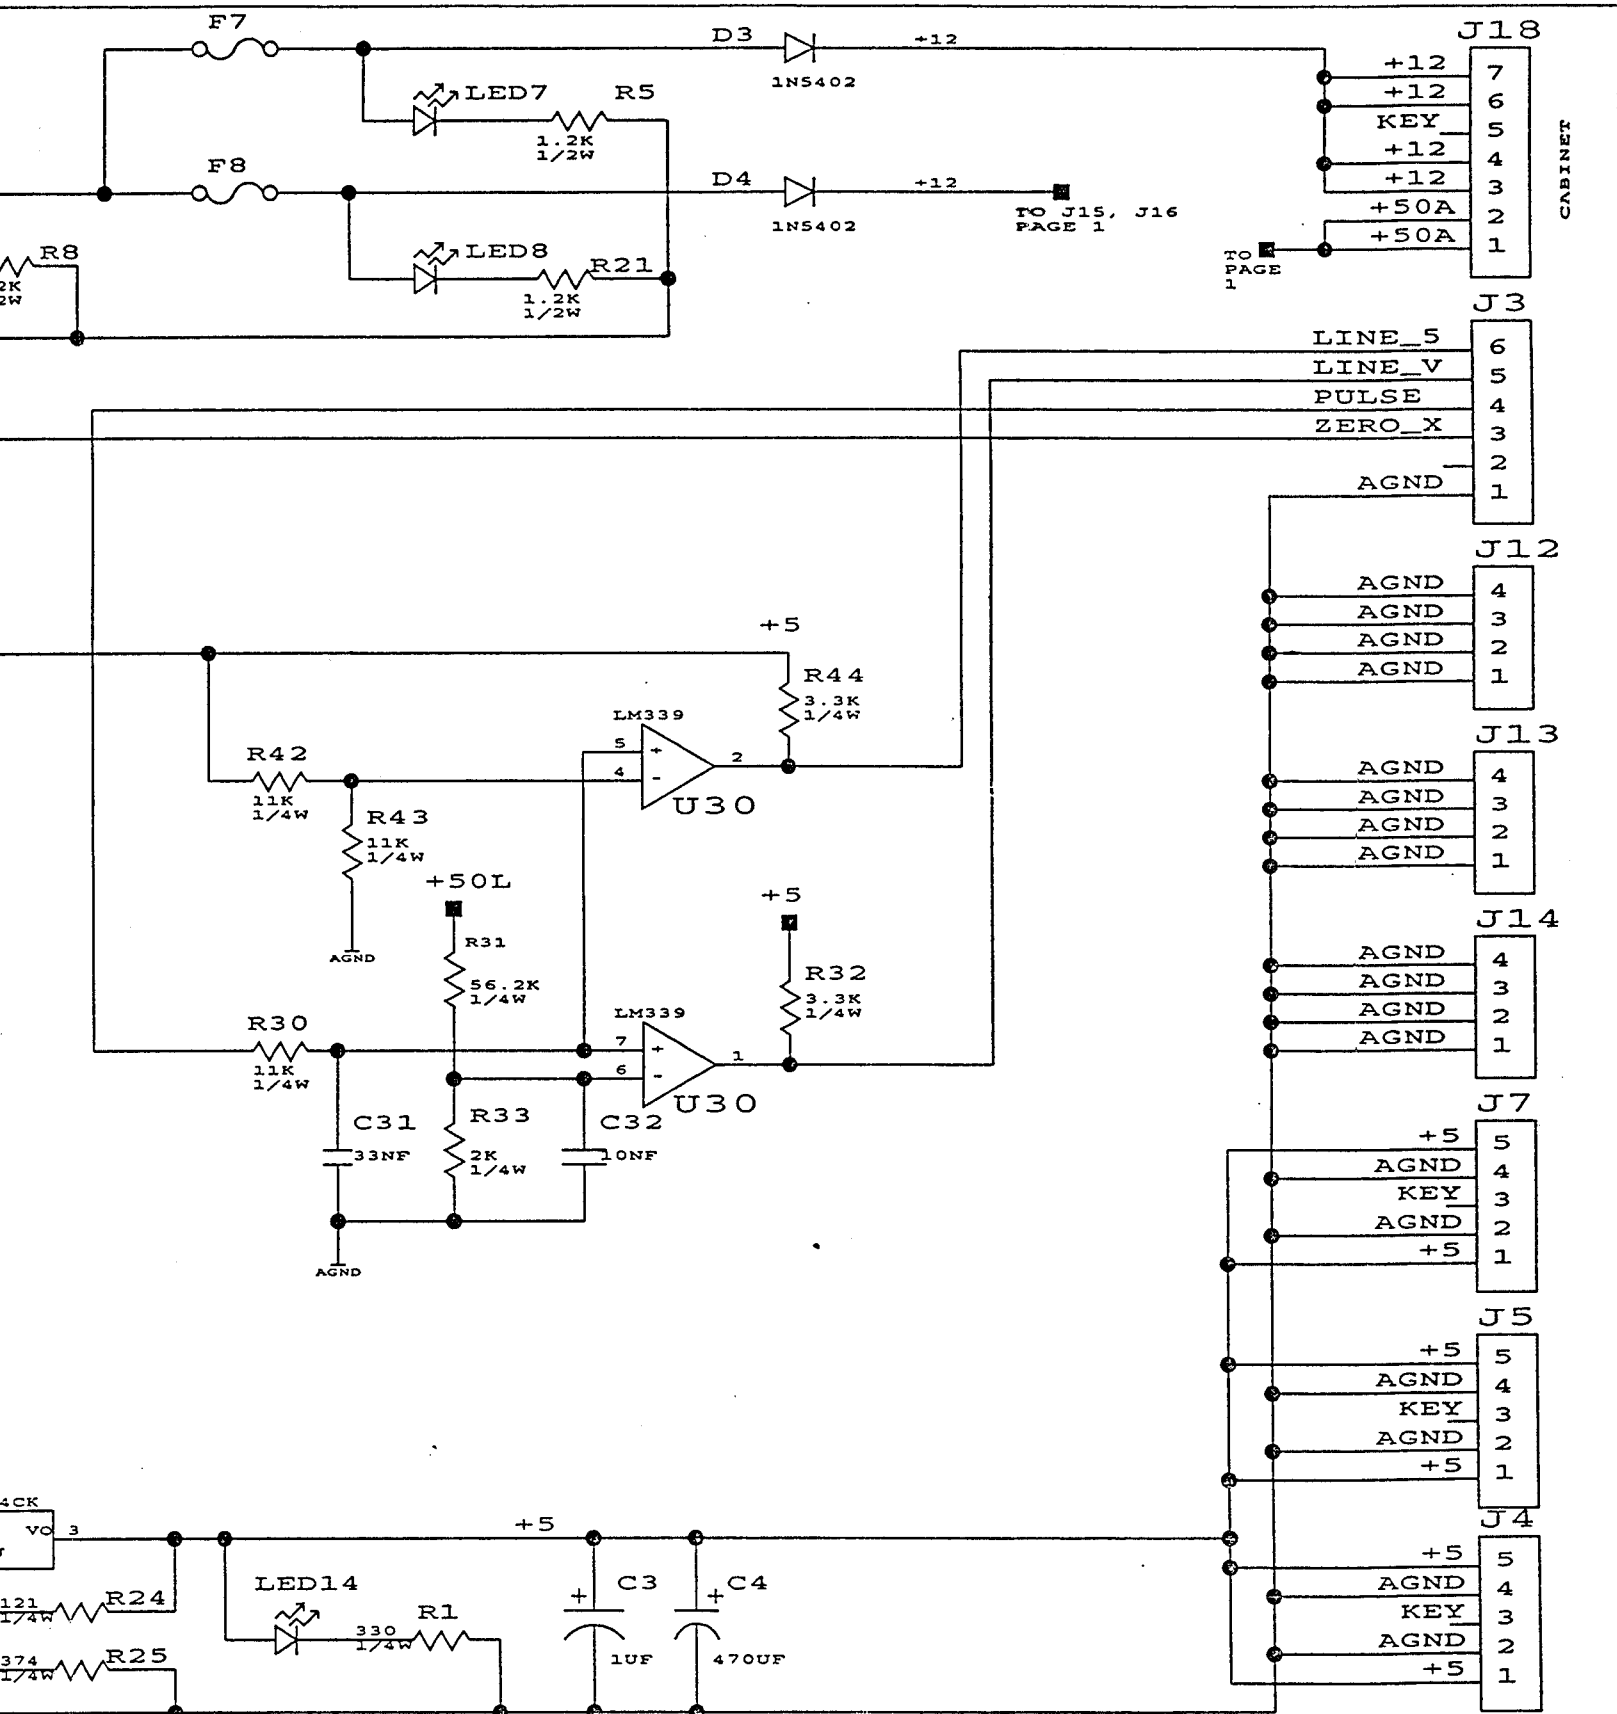 F7
D3
+12
1N5402
LED7
R5
1.2K
1/2W
F8
D4
+12
1N5402
TO J15, J16
PAGE 1
LED8
R21
1.2K
1/2W
R8
2K
2W
J18
+12 7
+12 6
KEY 5
+12 4
+12 3
+50A 2
+50A 1
CABINET
TO
PAGE
1
J3
LINE_5 6
LINE_V 5
PULSE 4
ZERO_X 3
2
AGND 1
J12
AGND 4
AGND 3
AGND 2
AGND 1
J13
AGND 4
AGND 3
AGND 2
AGND 1
J14
AGND 4
AGND 3
AGND 2
AGND 1
J7
+5 5
AGND 4
KEY 3
AGND 2
+5 1
J5
+5 5
AGND 4
KEY 3
AGND 2
+5 1
J4
+5 5
AGND 4
KEY 3
AGND 2
+5 1
+5
R44
3.3K
1/4W
LM339
5 +
4 -
2
U30
R42
11K
1/4W
R43
11K
1/4W
AGND
+50L
R31
56.2K
1/4W
+5
R32
3.3K
1/4W
LM339
7 +
6 -
1
U30
R30
11K
1/4W
C31
33NF
R33
2K
1/4W
C32
10NF
AGND
4CK
VO 3
+5
121
1/4W
R24
374
1/4W
R25
LED14
330
1/4W
R1
+ C3
1UF
+ C4
470UF